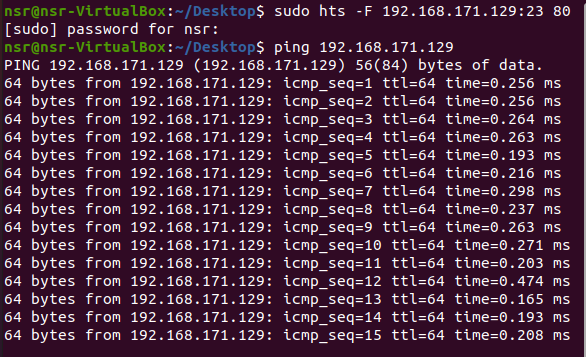 nsr@nsr-VirtualBox:~/Desktop$ sudo hts -F 192.168.171.129:23 80
[sudo] password for nsr:
nsr@nsr-VirtualBox:~/Desktop$ ping 192.168.171.129
PING 192.168.171.129 (192.168.171.129) 56(84) bytes of data.
64 bytes from 192.168.171.129: icmp_seq=1 ttl=64 time=0.256 ms
64 bytes from 192.168.171.129: icmp_seq=2 ttl=64 time=0.256 ms
64 bytes from 192.168.171.129: icmp_seq=3 ttl=64 time=0.264 ms
64 bytes from 192.168.171.129: icmp_seq=4 ttl=64 time=0.263 ms
64 bytes from 192.168.171.129: icmp_seq=5 ttl=64 time=0.193 ms
64 bytes from 192.168.171.129: icmp_seq=6 ttl=64 time=0.216 ms
64 bytes from 192.168.171.129: icmp_seq=7 ttl=64 time=0.298 ms
64 bytes from 192.168.171.129: icmp_seq=8 ttl=64 time=0.237 ms
64 bytes from 192.168.171.129: icmp_seq=9 ttl=64 time=0.263 ms
64 bytes from 192.168.171.129: icmp_seq=10 ttl=64 time=0.271 ms
64 bytes from 192.168.171.129: icmp_seq=11 ttl=64 time=0.203 ms
64 bytes from 192.168.171.129: icmp_seq=12 ttl=64 time=0.474 ms
64 bytes from 192.168.171.129: icmp_seq=13 ttl=64 time=0.165 ms
64 bytes from 192.168.171.129: icmp_seq=14 ttl=64 time=0.193 ms
64 bytes from 192.168.171.129: icmp_seq=15 ttl=64 time=0.208 ms